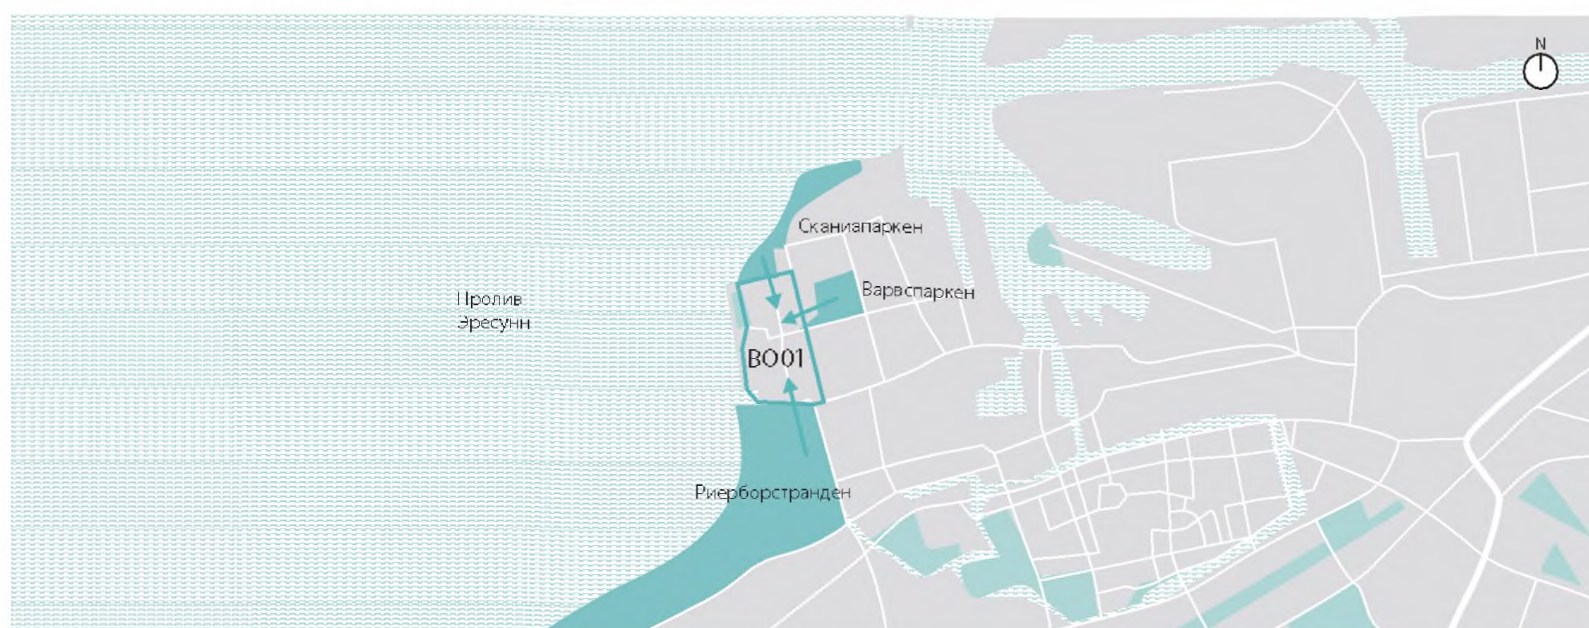 N
Сканиапаркен
Варвспаркен
Пролив
Эресунн
BO01
Риерборстранден